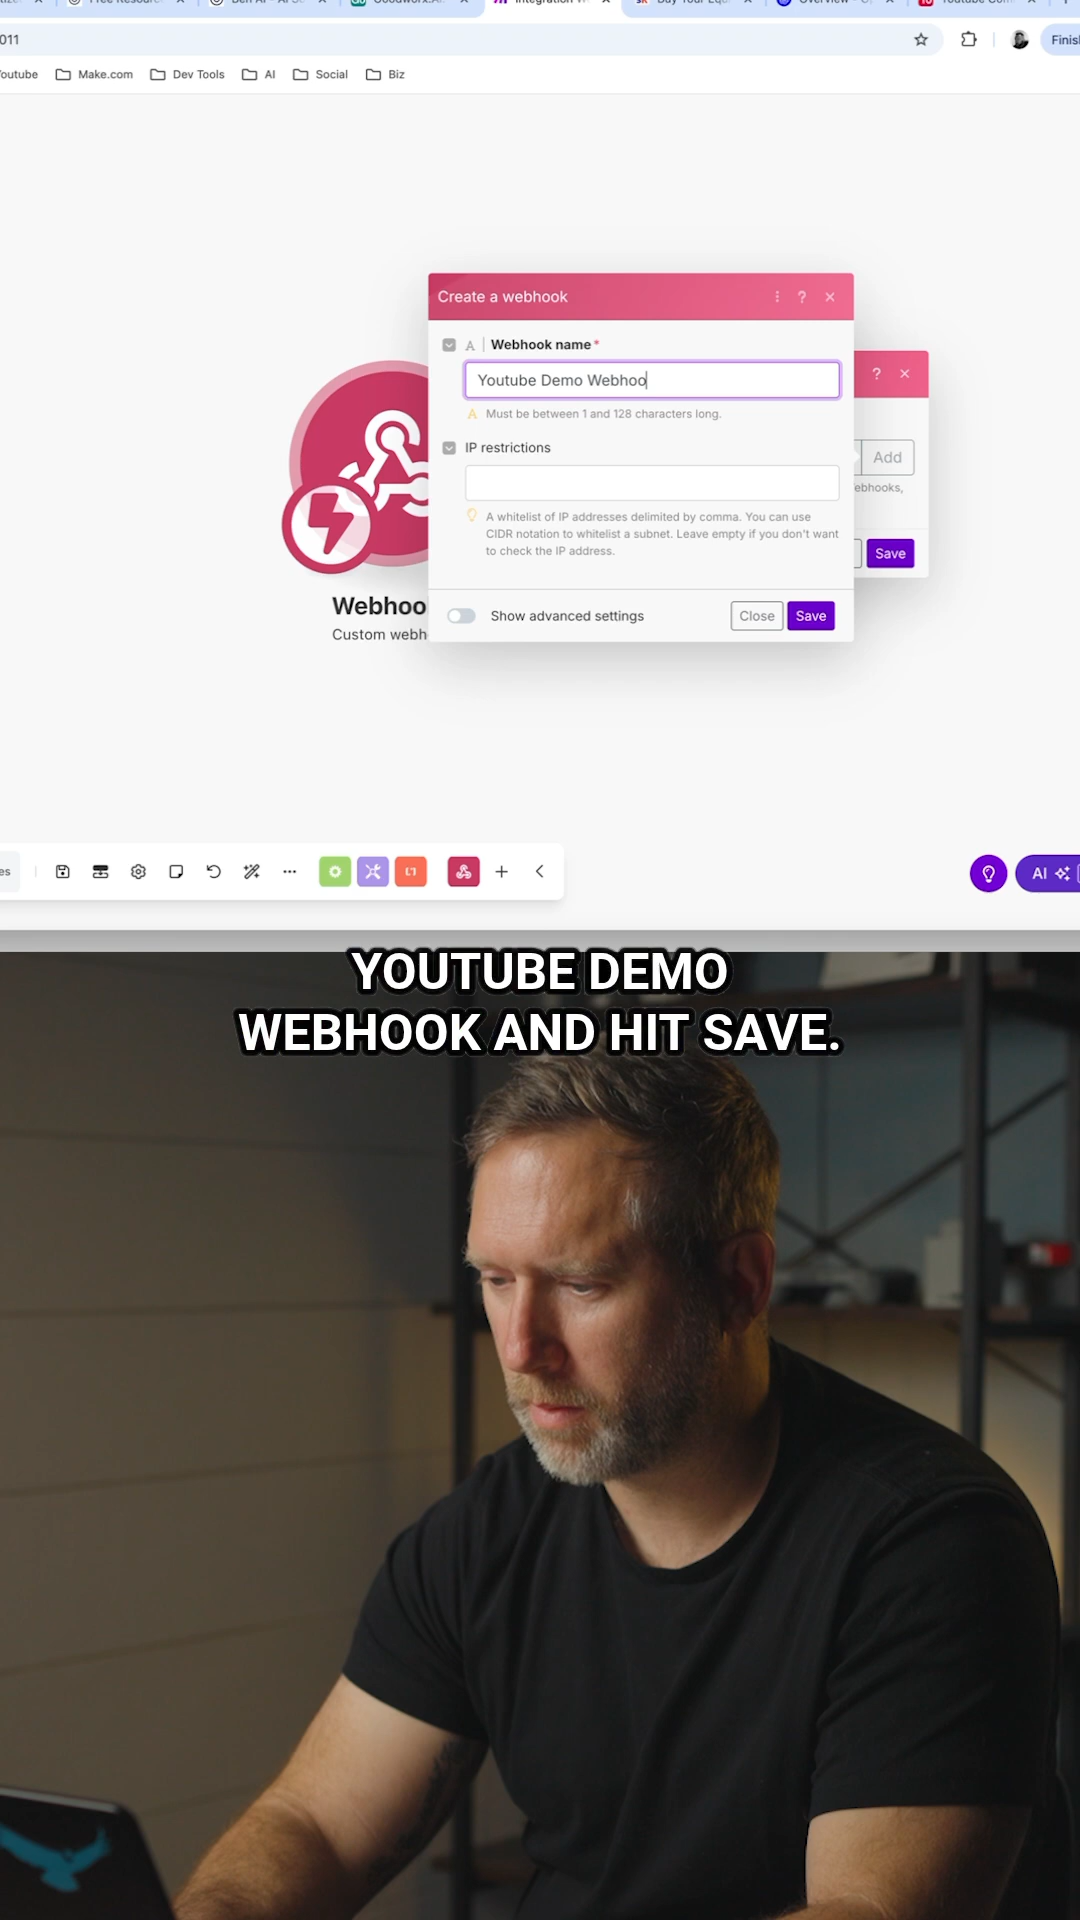 011
Finish
Youtube
Make.com
Dev Tools
AI
Social
Biz
Create a webhook
?
A
Webhook name *
Youtube Demo Webhoo
Must be between 1 and 128 characters long.
IP restrictions
A whitelist of IP addresses delimited by comma. You can use
CIDR notation to whitelist a subnet. Leave empty if you don't want
to check the IP address.
Show advanced settings
Close
Save
?
Add
ebhooks,
Save
Webhoo
Custom webh
es
AI
YOUTUBE DEMO
WEBHOOK AND HIT SAVE.